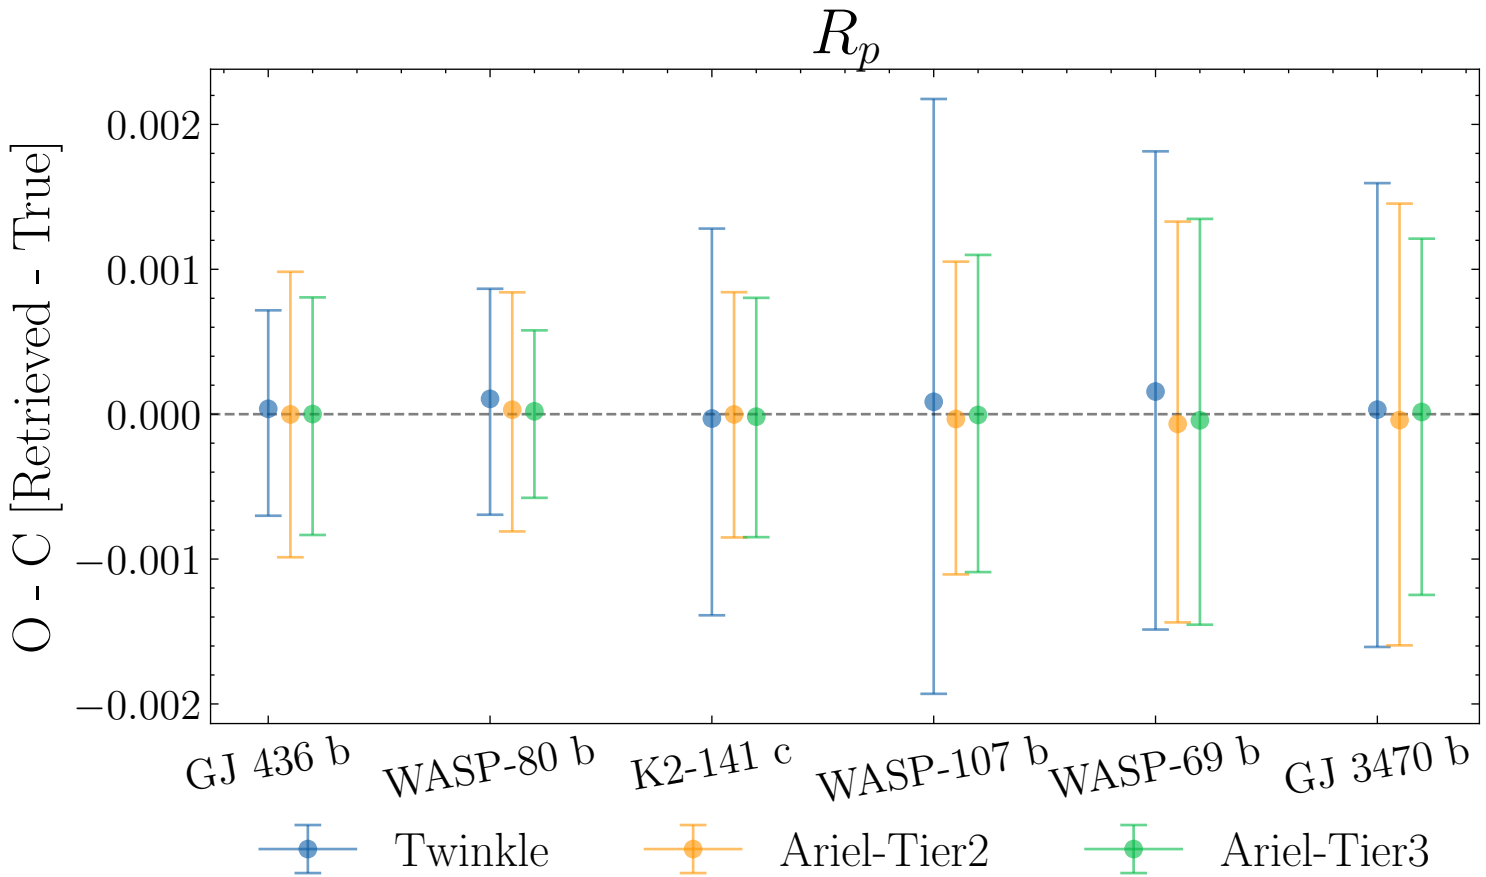 R_p
O - C [Retrieved - True]
0.002
0.001
0.000
−0.001
−0.002
GJ 436 b
WASP-80 b
K2-141 c
WASP-107 b
WASP-69 b
GJ 3470 b
Twinkle
Ariel-Tier2
Ariel-Tier3